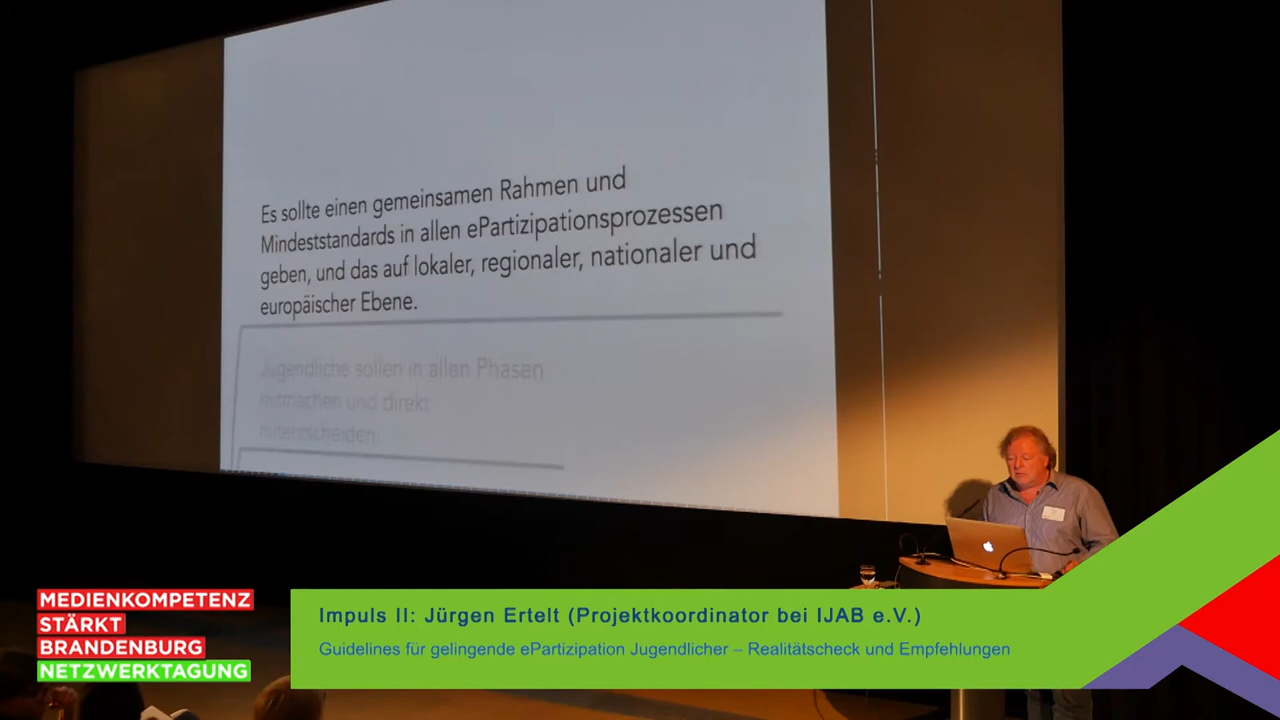 Es sollte einen gemeinsamen Rahmen und
Mindeststandards in allen ePartizipationsprozessen
geben, und das auf lokaler, regionaler, nationaler und
europäischer Ebene.
Jugendliche sollen in allen Phasen
mitmachen und direkt
mitentscheiden.
MEDIENKOMPETENZ
STÄRKT
BRANDENBURG
NETZWERKTAGUNG
Impuls II: Jürgen Ertelt (Projektkoordinator bei IJAB e.V.)
Guidelines für gelingende ePartizipation Jugendlicher – Realitätscheck und Empfehlungen